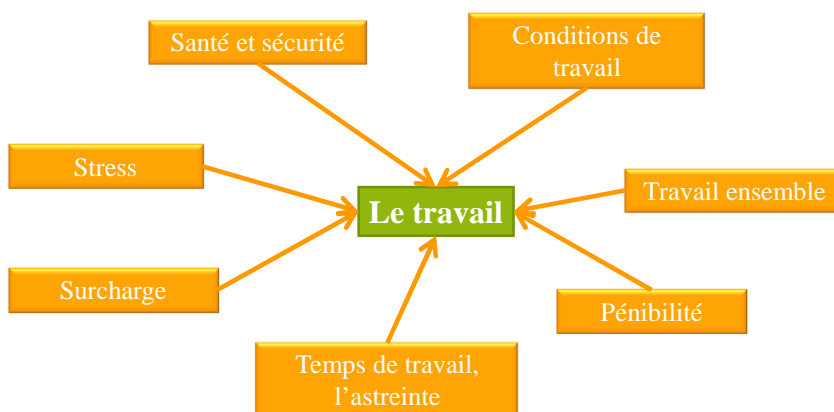 Santé et sécurité
Conditions de
travail
Stress
Travail ensemble
Le travail
Surcharge
Pénibilité
Temps de travail,
l’astreinte